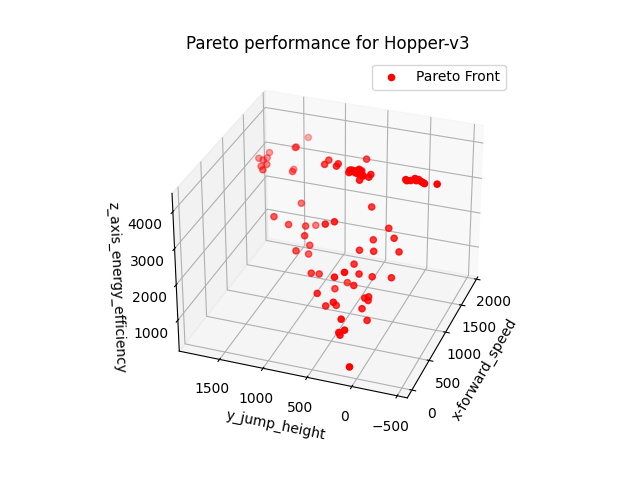 Pareto performance for Hopper-v3
Pareto Front
4000
3000
2000
1000
z_axis_energy_efficiency
1500
1000
500
0
−500
y_jump_height
2000
1500
1000
500
0
x-forward_speed